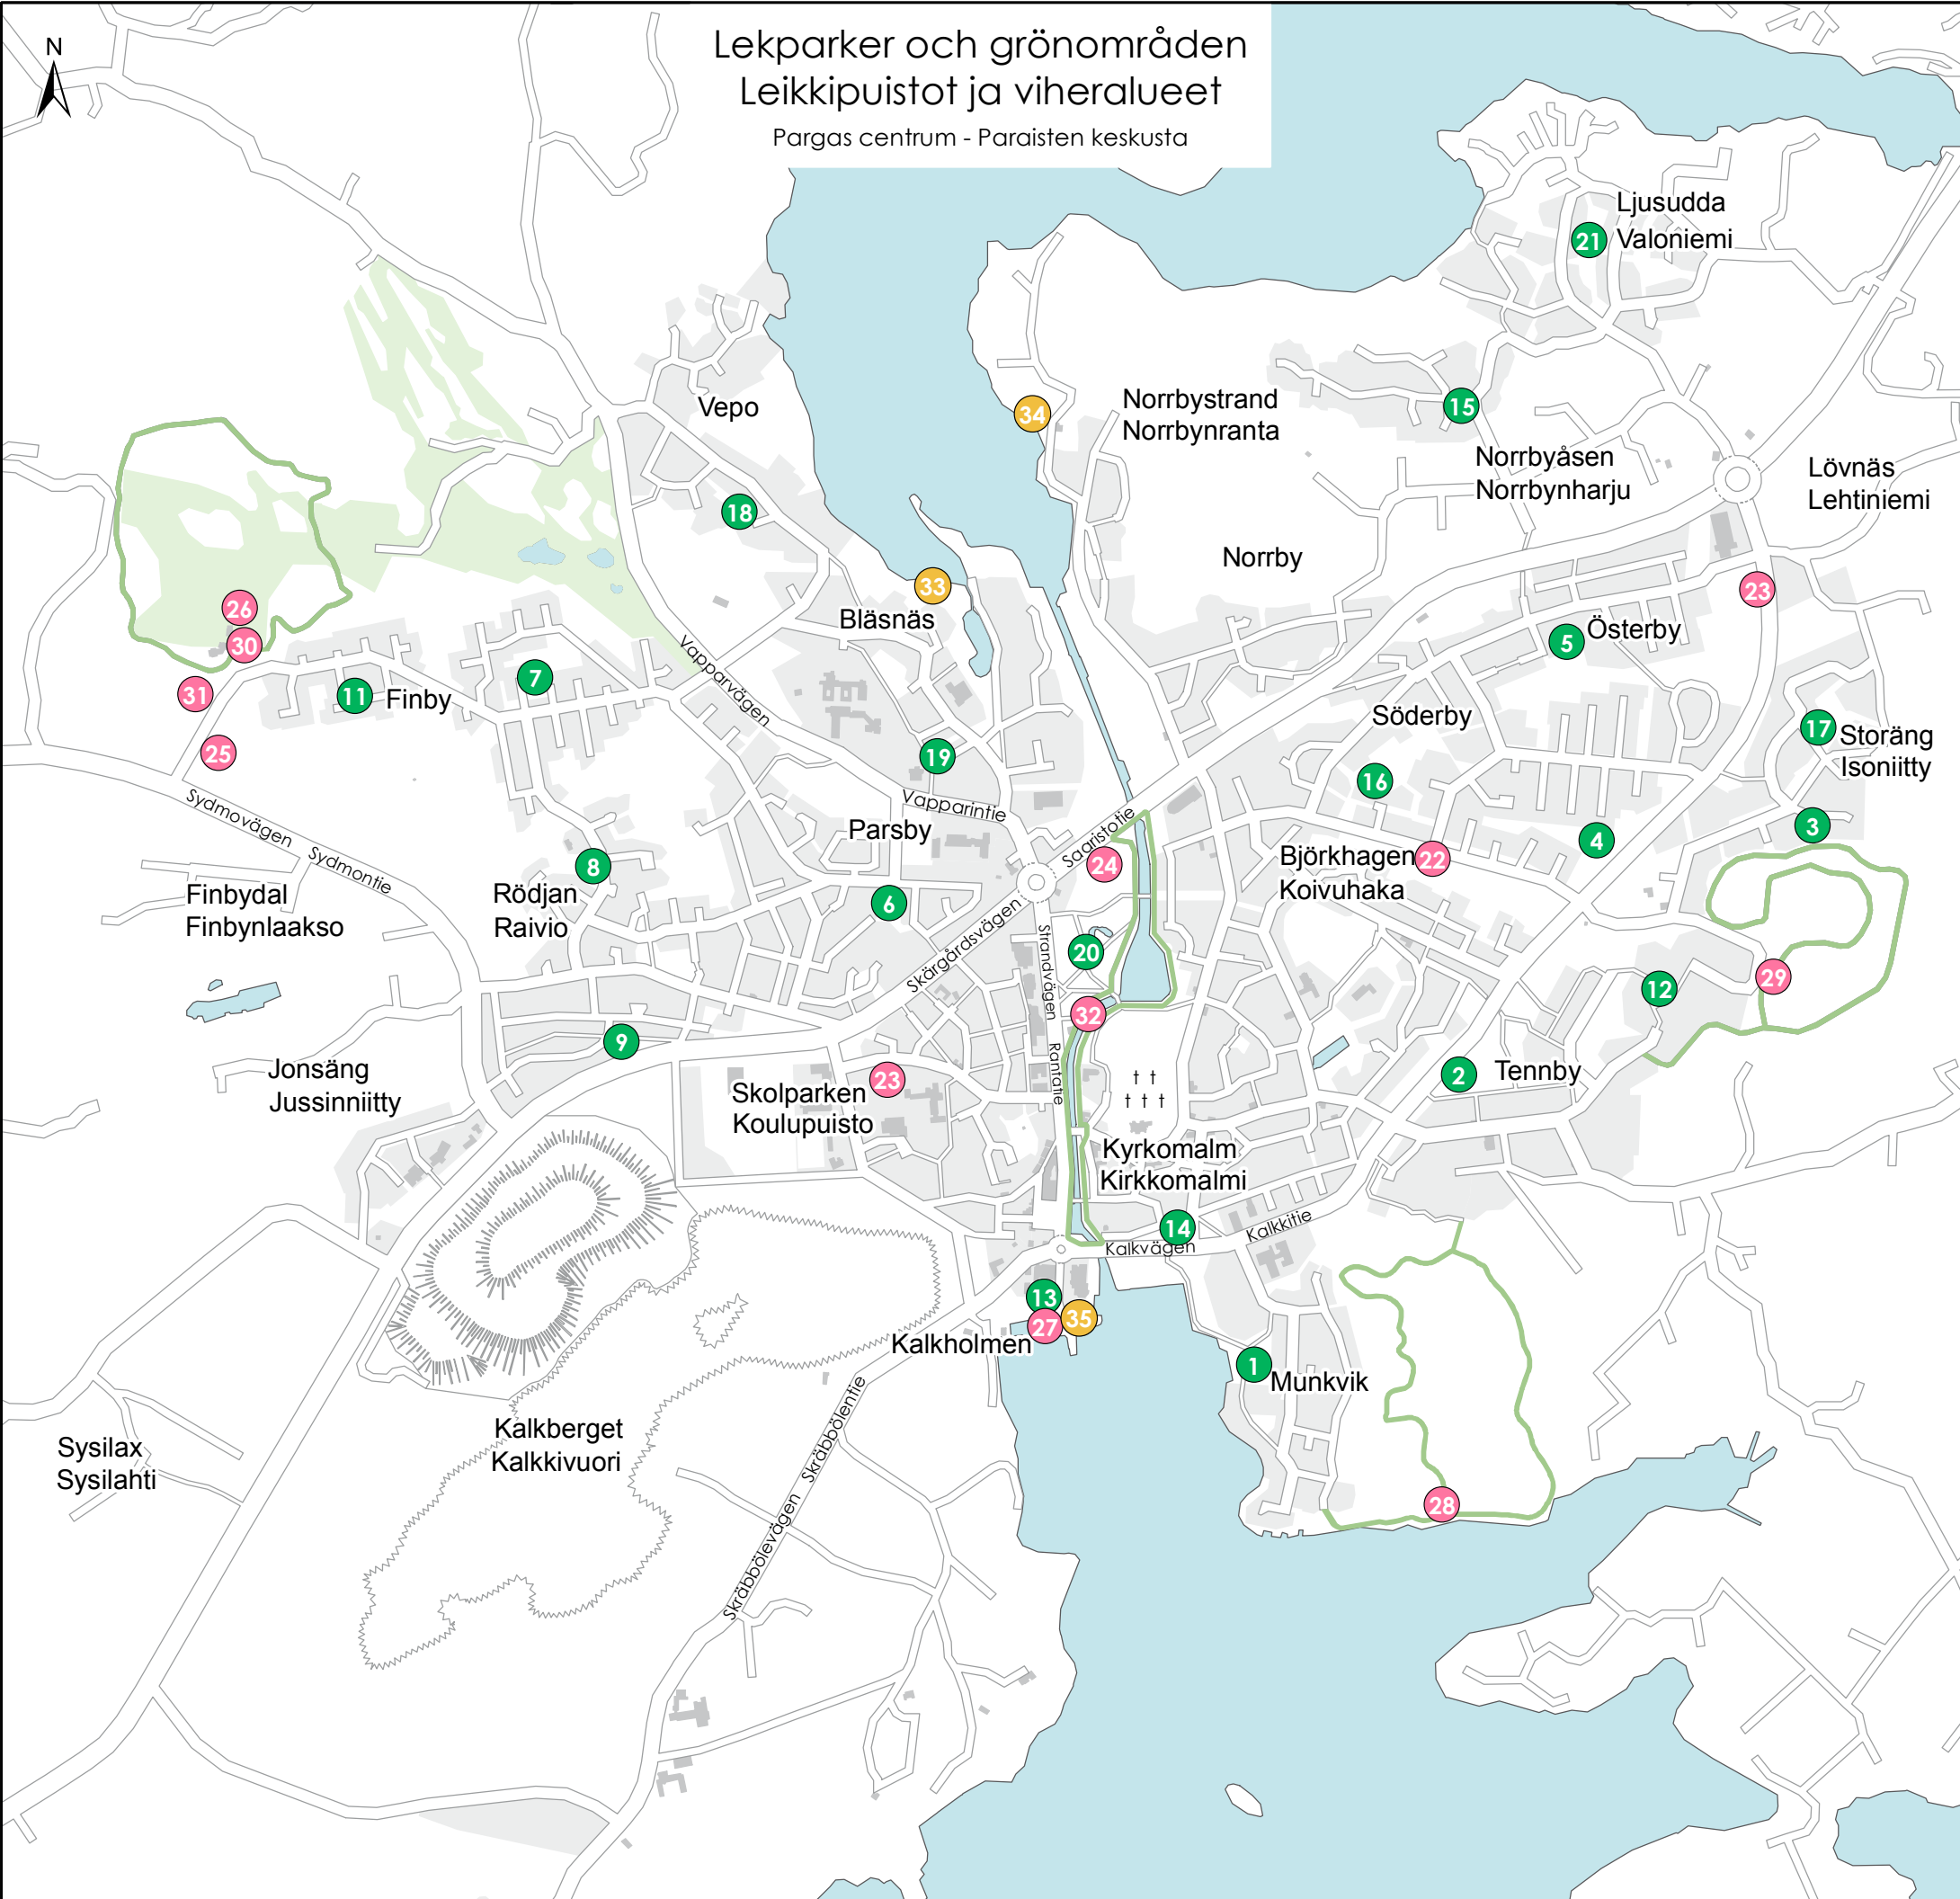 Lekparker och grönområden
Leikkipuistot ja viheralueet
Pargas centrum - Paraisten keskusta
N
Ljusudda
Valoniemi
21
Vepo
34
Norrbystrand
Norrbynranta
15
Norrbyåsen
Norrbynharju
Lövnäs
Lehtiniemi
18
Norrby
33
Bläsnäs
23
26
30
5
Österby
31
11
Finby
7
Vapparvägen
Söderby
17
Storäng
Isoniitty
25
19
16
Sydmovägen
Sydmontie
Vapparintie
Parsby
Saaristotie
24
Björkhagen
Koivuhaka
22
4
3
8
Finbydal
Finbynlaakso
Rödjan
Raivio
6
Skärgårdsvägen
Strandvägen
20
12
29
32
9
Rantatie
Jonsäng
Jussinniitty
Skolparken
Koulupuisto
23
† †
† † †
2
Tennby
Kyrkomalm
Kirkkomalmi
14
Kalkvägen
Kalkkitie
13
27
35
Kalkholmen
1
Munkvik
Kalkberget
Kalkkivuori
Skräbbölevägen
Skräbbölentie
Sysilax
Sysilahti
28